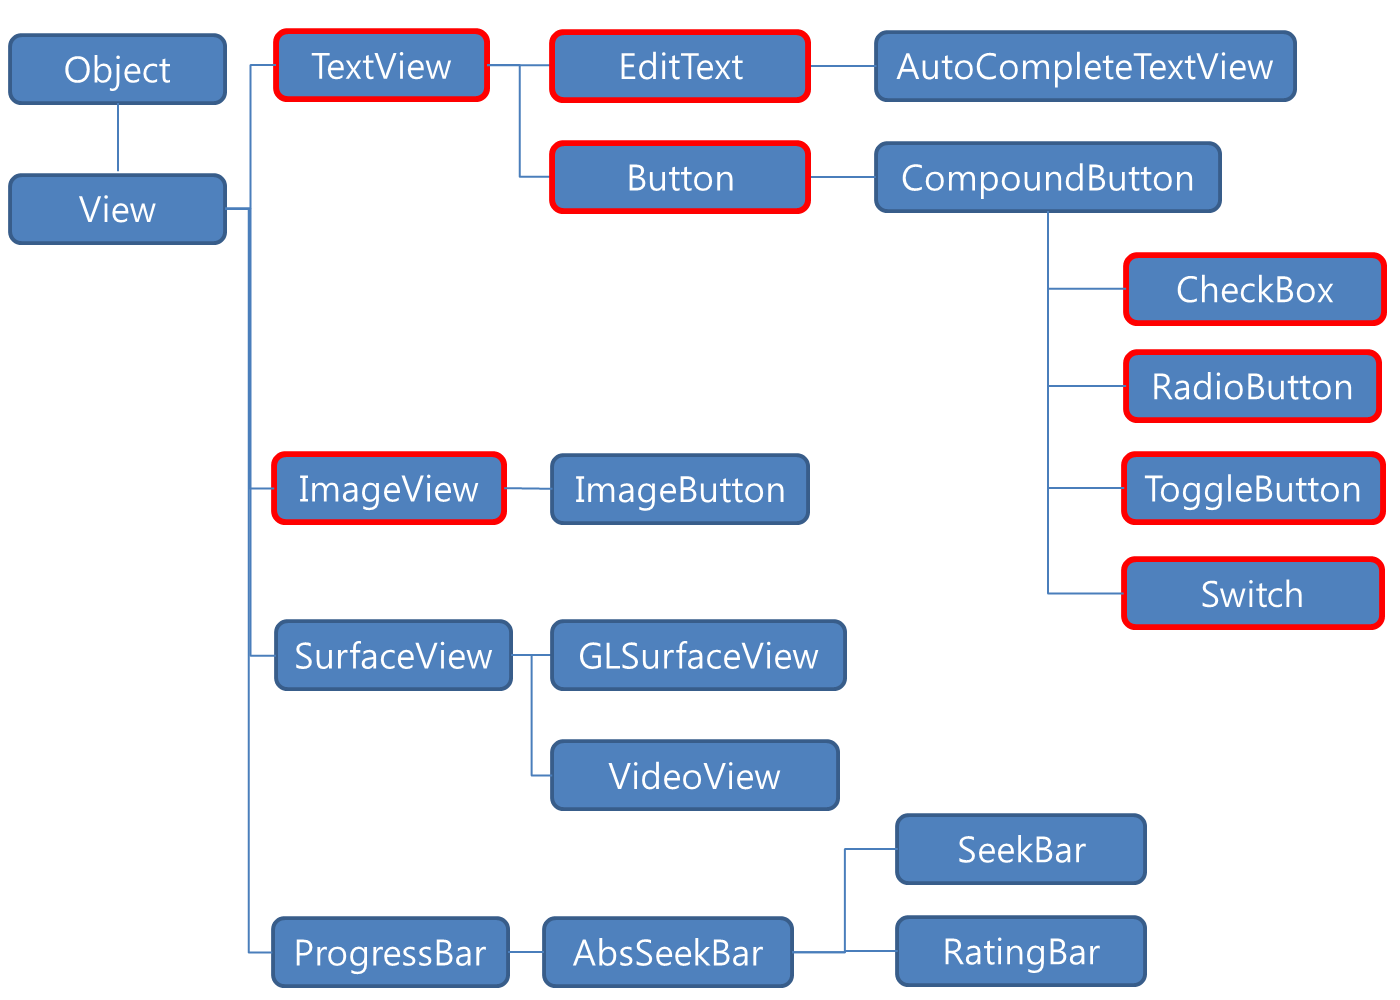 Object
TextView
EditText
AutoCompleteTextView
View
Button
CompoundButton
CheckBox
RadioButton
ImageView
ImageButton
ToggleButton
Switch
SurfaceView
GLSurfaceView
VideoView
SeekBar
ProgressBar
AbsSeekBar
RatingBar